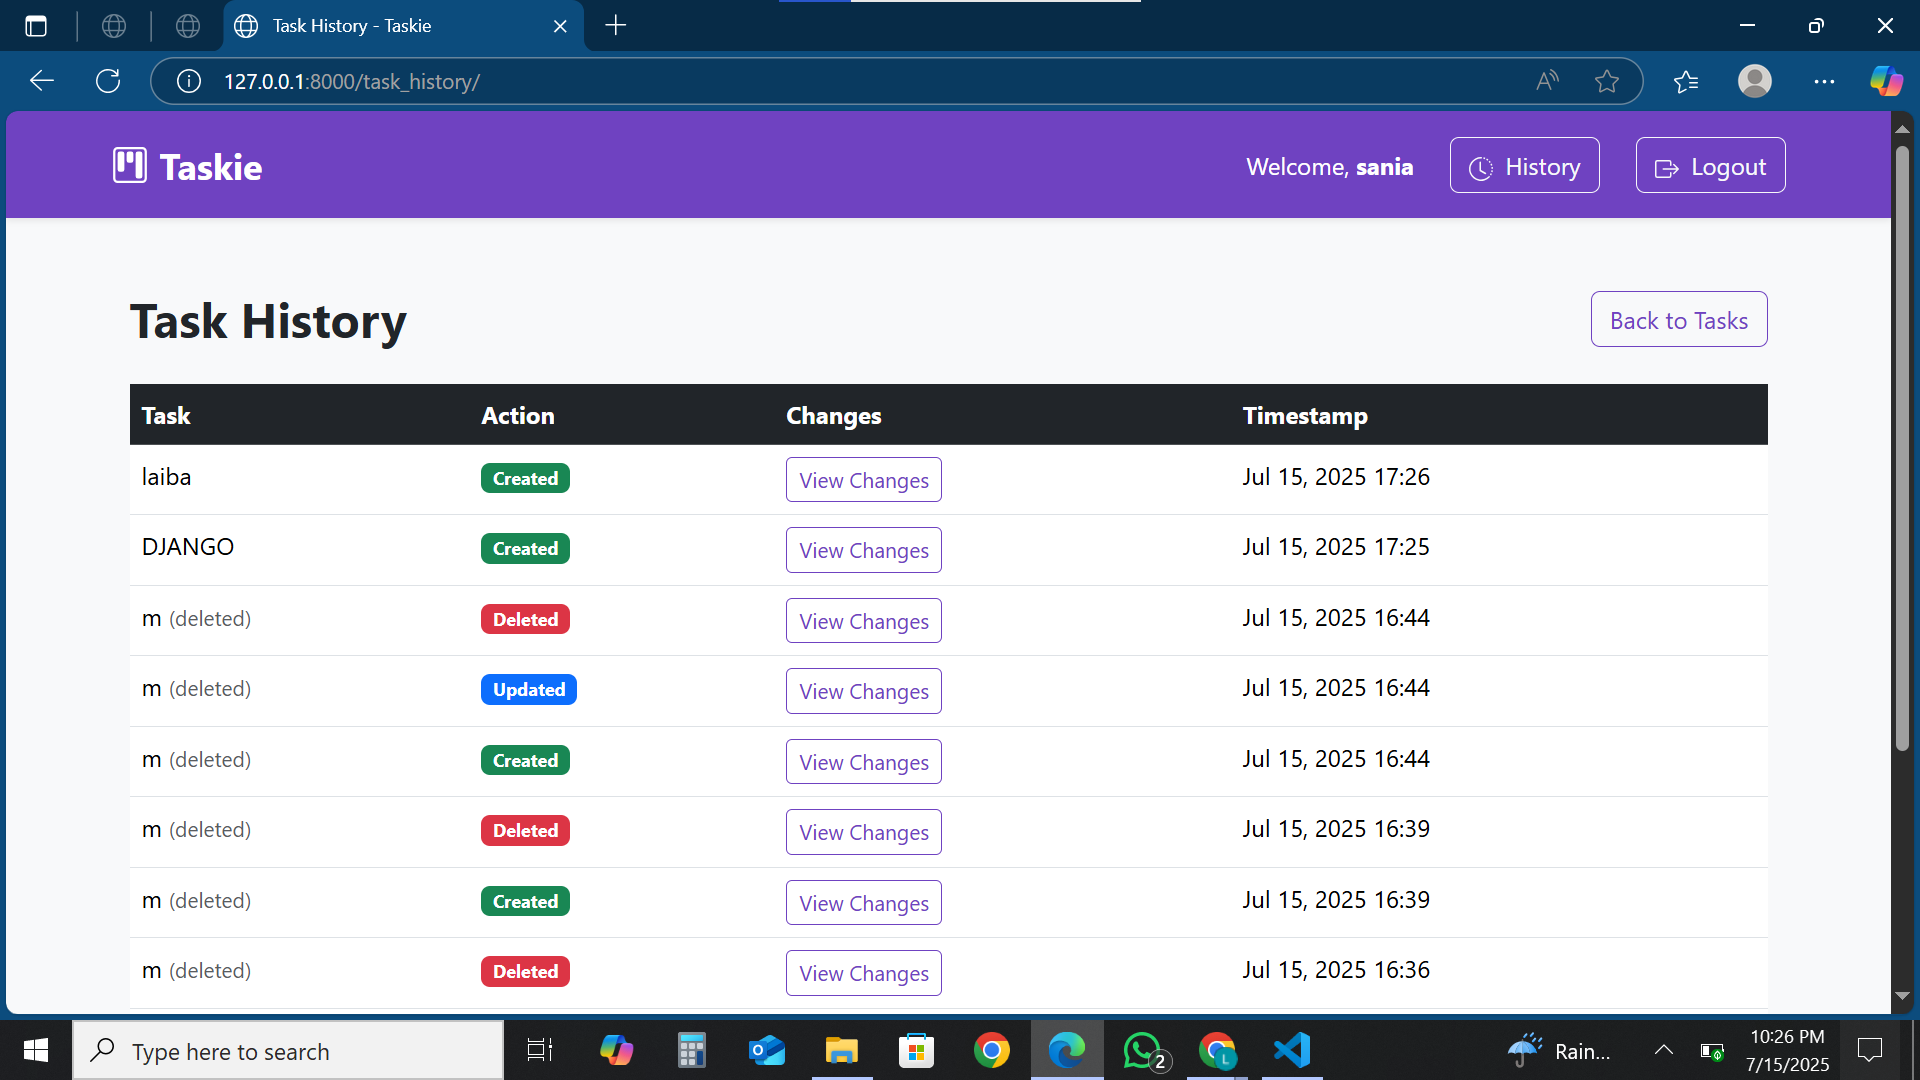 Task History - Taskie
127.0.0.1:8000/task_history/
Taskie
Welcome, sania
History
Logout
Task History
Back to Tasks
Task Action Changes Timestamp
laiba Created View Changes Jul 15, 2025 17:26
DJANGO Created View Changes Jul 15, 2025 17:25
m (deleted) Deleted View Changes Jul 15, 2025 16:44
m (deleted) Updated View Changes Jul 15, 2025 16:44
m (deleted) Created View Changes Jul 15, 2025 16:44
m (deleted) Deleted View Changes Jul 15, 2025 16:39
m (deleted) Created View Changes Jul 15, 2025 16:39
m (deleted) Deleted View Changes Jul 15, 2025 16:36
Type here to search
2
L
Rain...
10:26 PM
7/15/2025